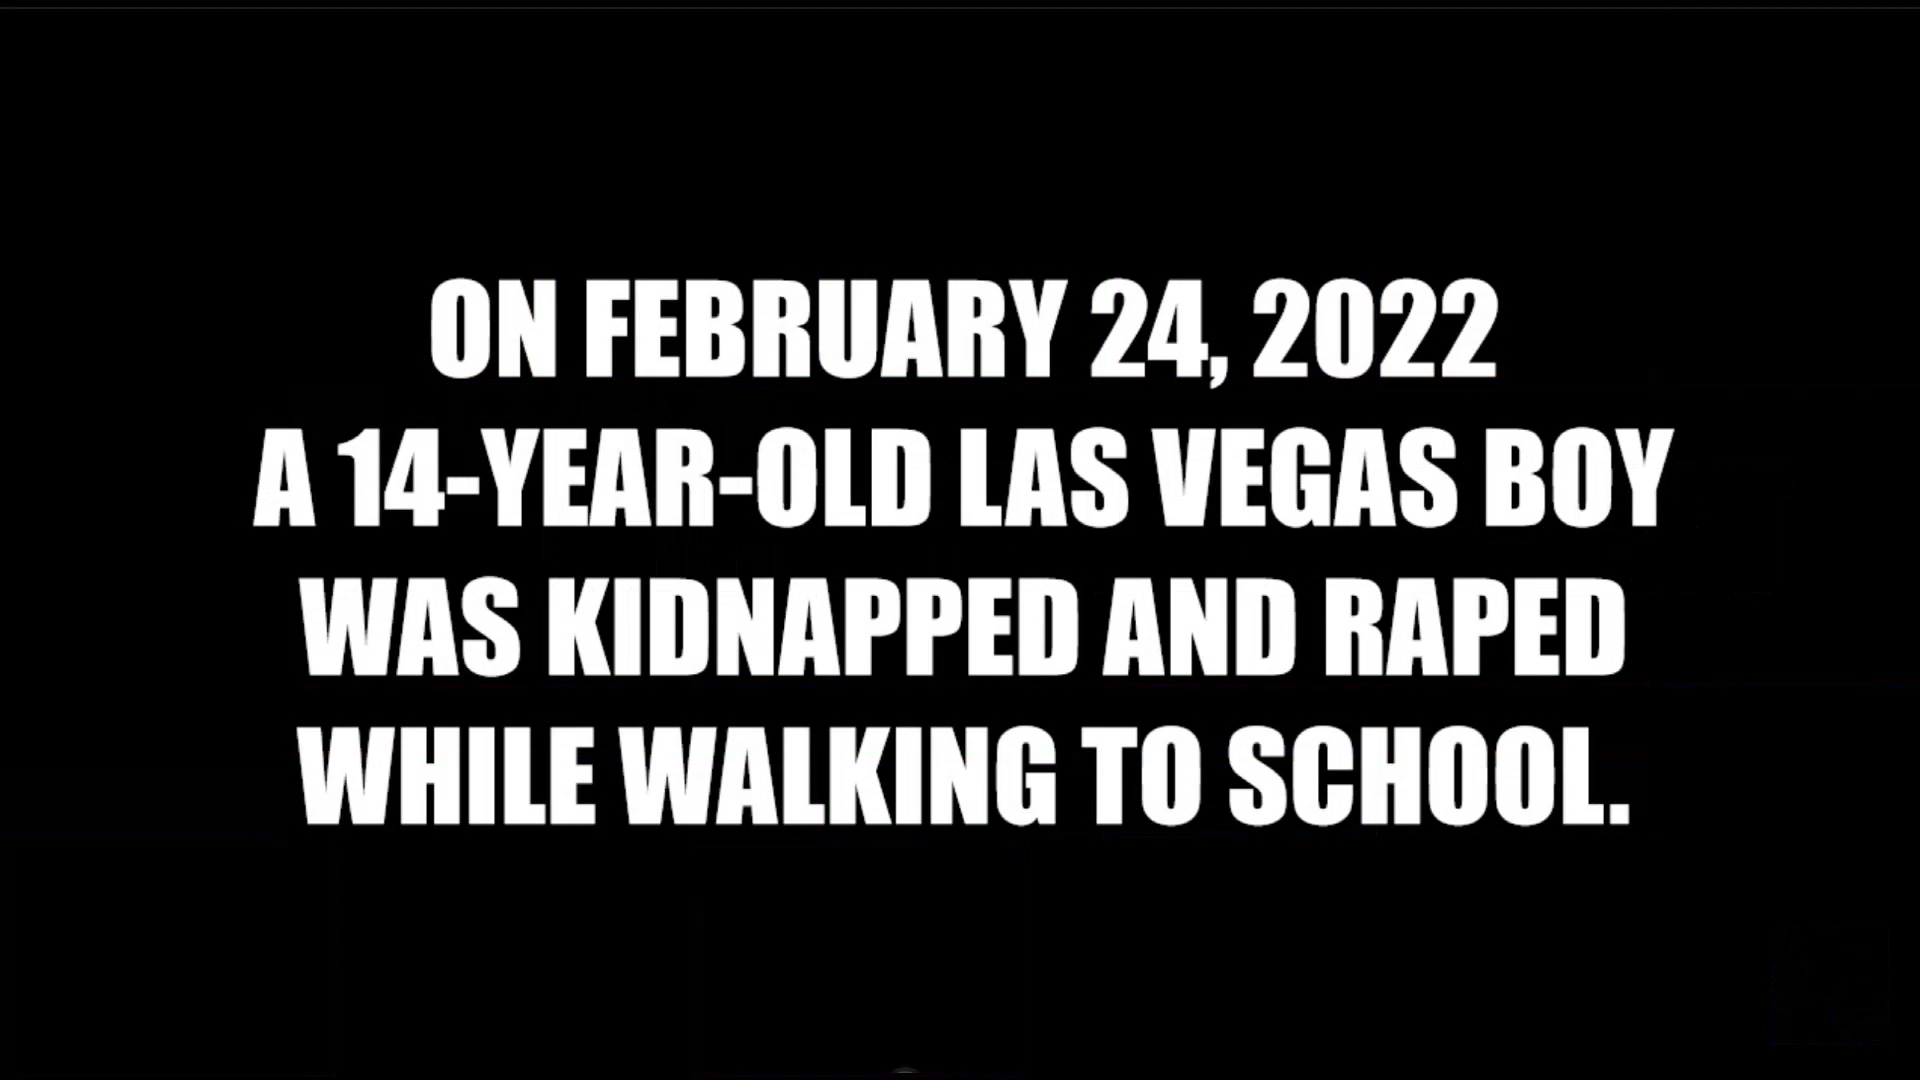 ON FEBRUARY 24, 2022
A 14-YEAR-OLD LAS VEGAS BOY
WAS KIDNAPPED AND RAPED
WHILE WALKING TO SCHOOL.